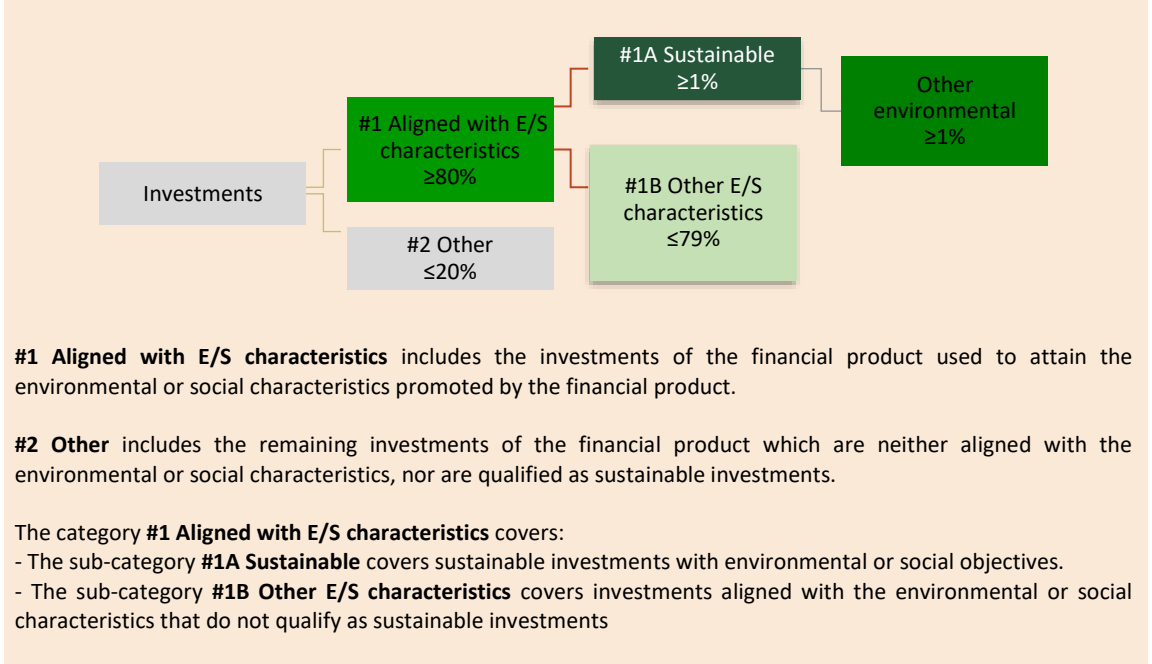 #1A Sustainable
≥1%
Other
environmental
≥1%
#1 Aligned with E/S
characteristics
≥80%
Investments
#1B Other E/S
characteristics
≤79%
#2 Other
≤20%
#1 Aligned with E/S characteristics includes the investments of the financial product used to attain the
environmental or social characteristics promoted by the financial product.
#2 Other includes the remaining investments of the financial product which are neither aligned with the
environmental or social characteristics, nor are qualified as sustainable investments.
The category #1 Aligned with E/S characteristics covers:
- The sub-category #1A Sustainable covers sustainable investments with environmental or social objectives.
- The sub-category #1B Other E/S characteristics covers investments aligned with the environmental or social
characteristics that do not qualify as sustainable investments